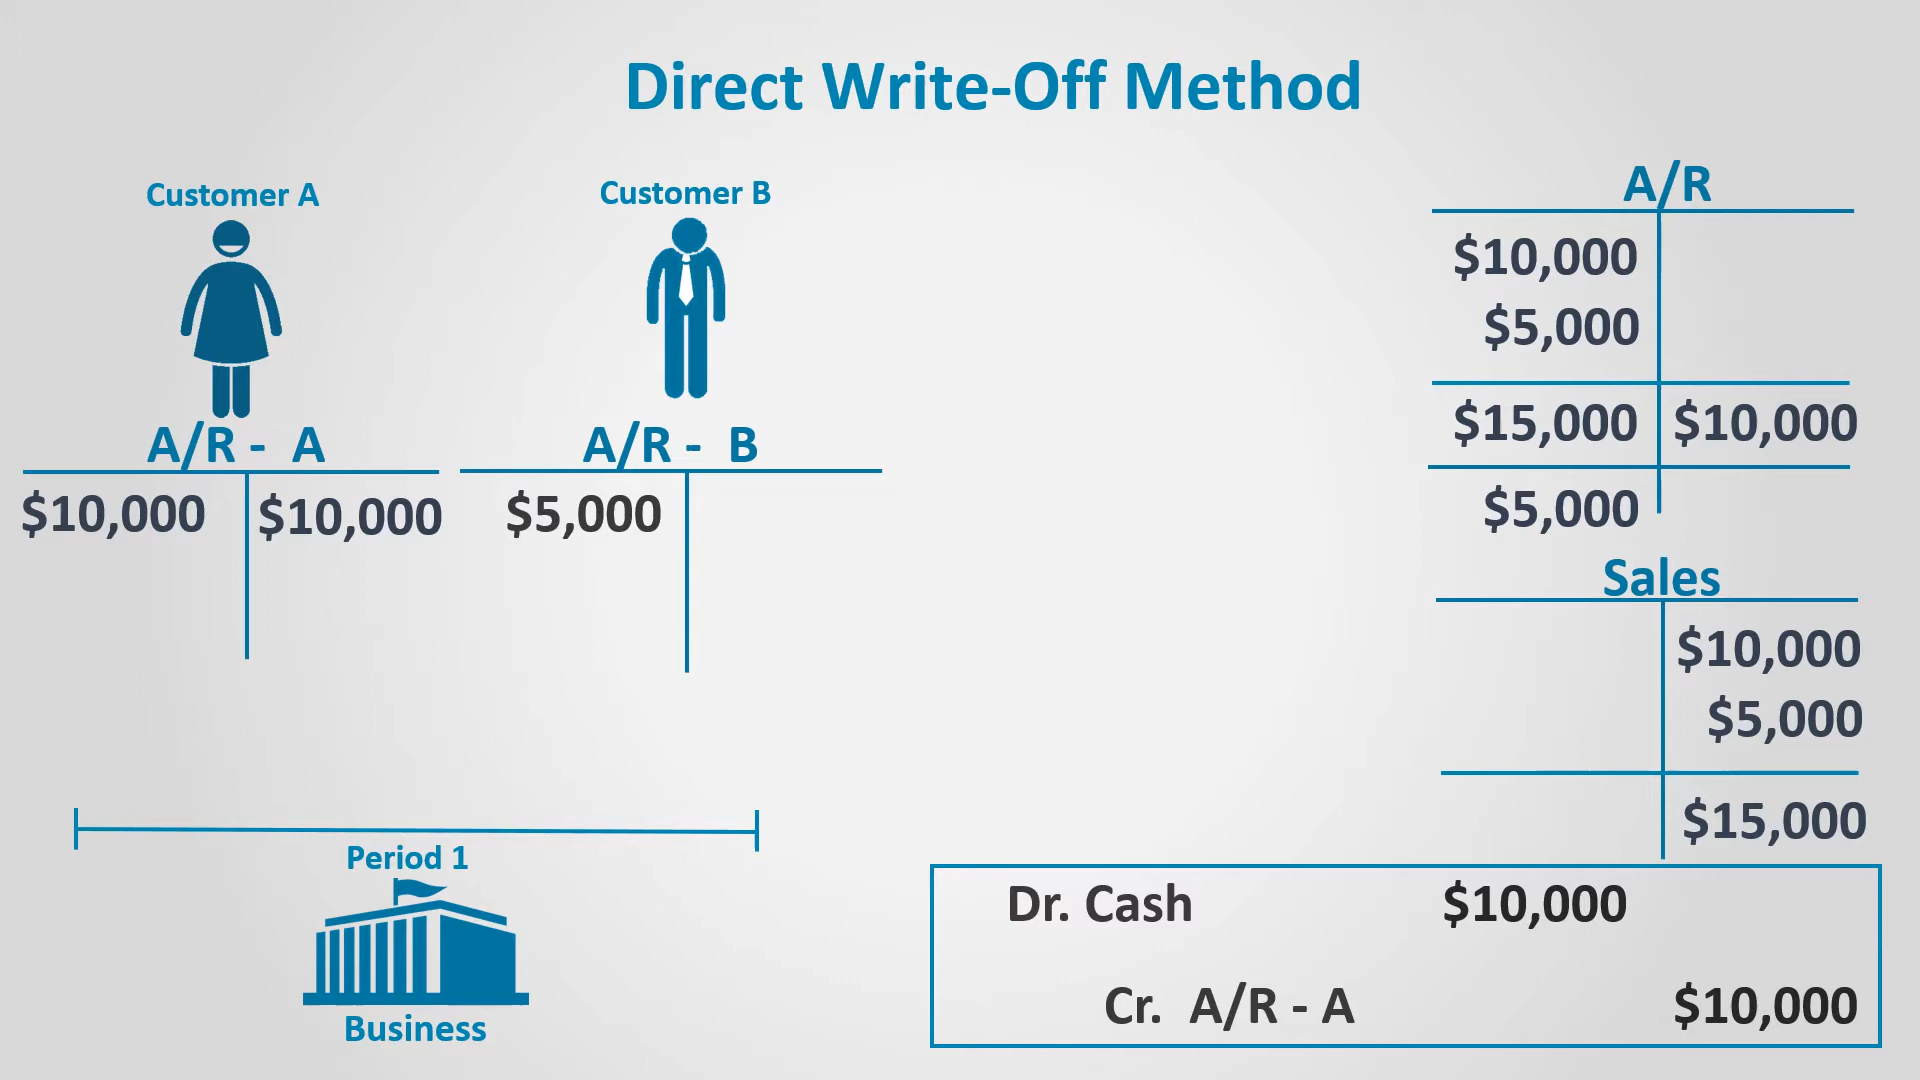 Direct Write-Off Method
Customer A
Customer B
A/R - A
$10,000 $10,000
A/R - B
$5,000
A/R
$10,000
$5,000
$15,000 $10,000
$5,000
Sales
$10,000
$5,000
$15,000
Period 1
Business
Dr. Cash $10,000
Cr. A/R - A $10,000